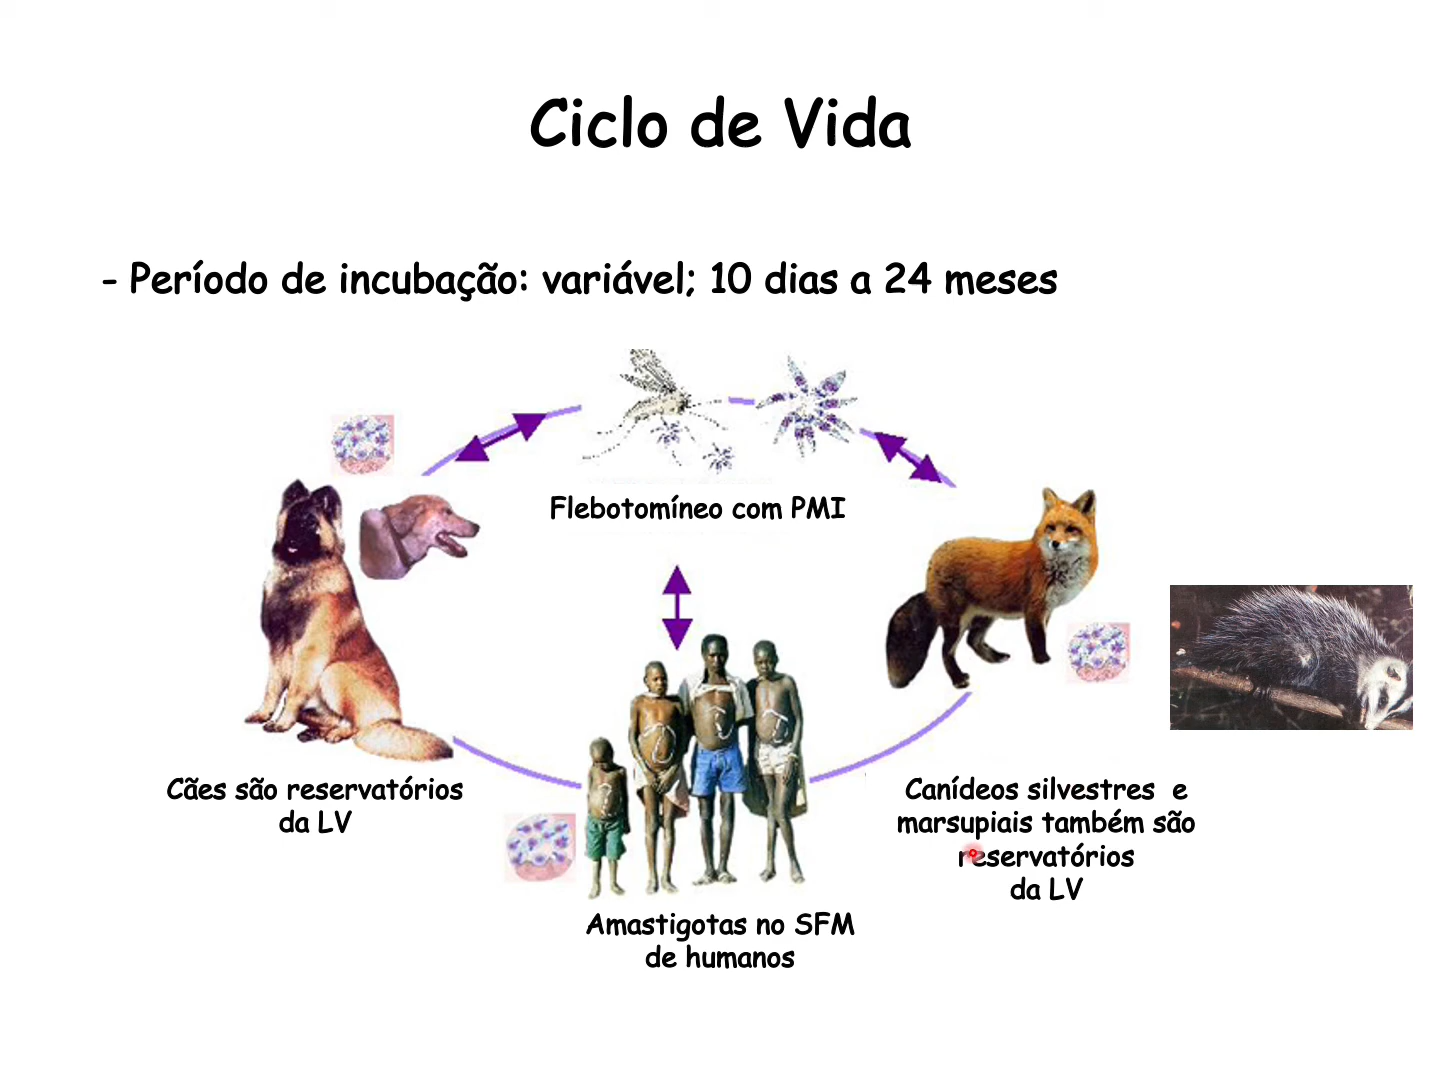 Ciclo de Vida
- Período de incubação: variável; 10 dias a 24 meses
Flebotomíneo com PMI
Cães são reservatórios
da LV
Canídeos silvestres e
marsupiais também são
reservatórios
da LV
Amastigotas no SFM
de humanos